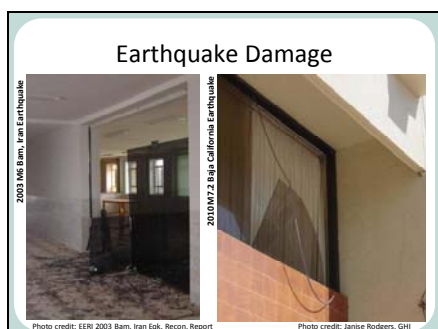 Earthquake Damage
2003 M6 Bam, Iran Earthquake
2010 M7.2 Baja California Earthquake
Photo credit: EERI 2003 Bam, Iran Eqk. Recon. Report
Photo credit: Janise Rodgers, GHI